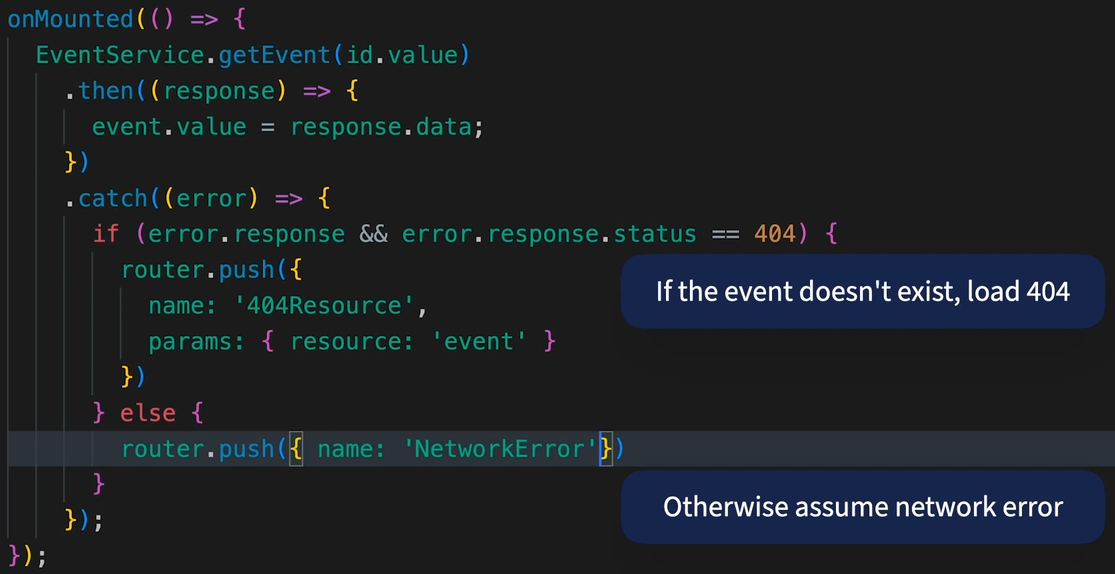 onMounted(() => {
  EventService.getEvent(id.value)
    .then((response) => {
      event.value = response.data;
    })
    .catch((error) => {
      if (error.response && error.response.status == 404) {
        router.push({
If the event doesn't exist, load 404
          name: '404Resource',
          params: { resource: 'event' }
        })
      } else {
        router.push({ name: 'NetworkError'})
      }
Otherwise assume network error
    });
});